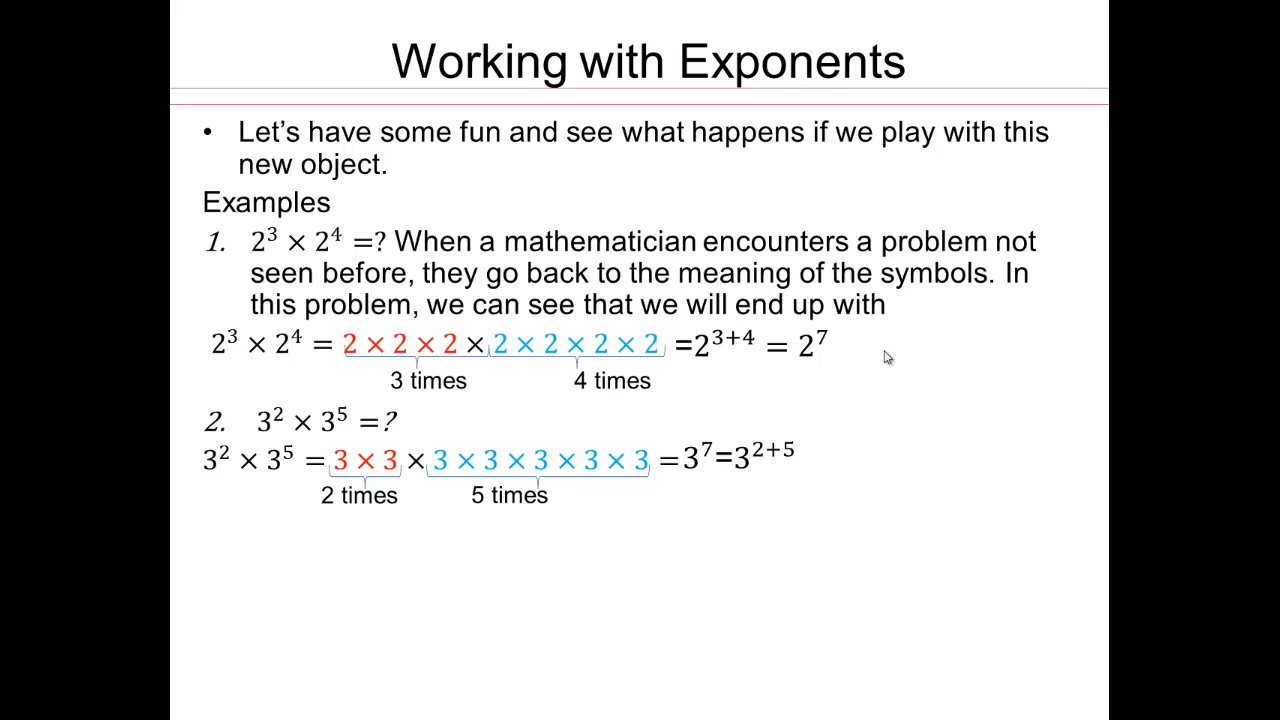 Working with Exponents
• Let’s have some fun and see what happens if we play with this
new object.
Examples
1. 2³ × 2⁴ =? When a mathematician encounters a problem not
seen before, they go back to the meaning of the symbols. In
this problem, we can see that we will end up with
2³ × 2⁴ = 2 × 2 × 2 × 2 × 2 × 2 × 2 =2³⁺⁴ = 2⁷
3 times 4 times
2. 3² × 3⁵ =?
3² × 3⁵ = 3 × 3 × 3 × 3 × 3 × 3 × 3 = 3⁷=3²⁺⁵
2 times 5 times